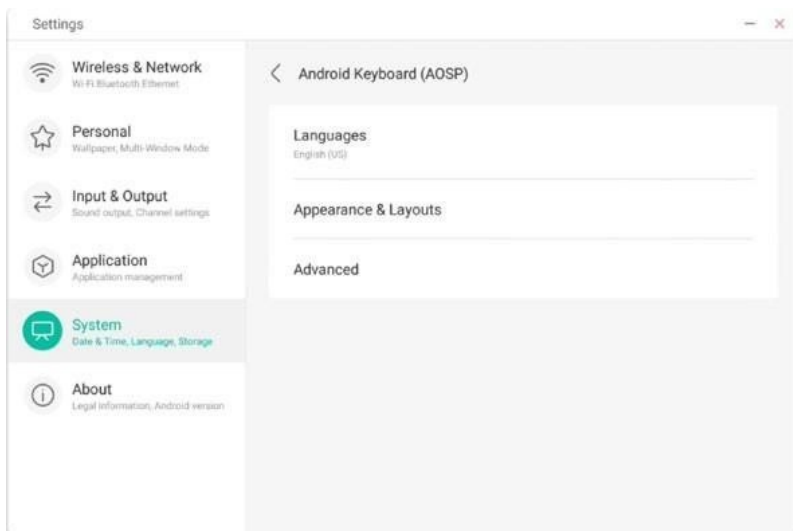 Settings
Wireless & Network
Wi-Fi Bluetooth Ethernet
Personal
Wallpaper, Multi-Window Mode
Input & Output
Sound output, Channel settings
Application
Application management
System
Date & Time, Language, Storage
About
Legal information, Android version
Android Keyboard (AOSP)
Languages
English (US)
Appearance & Layouts
Advanced